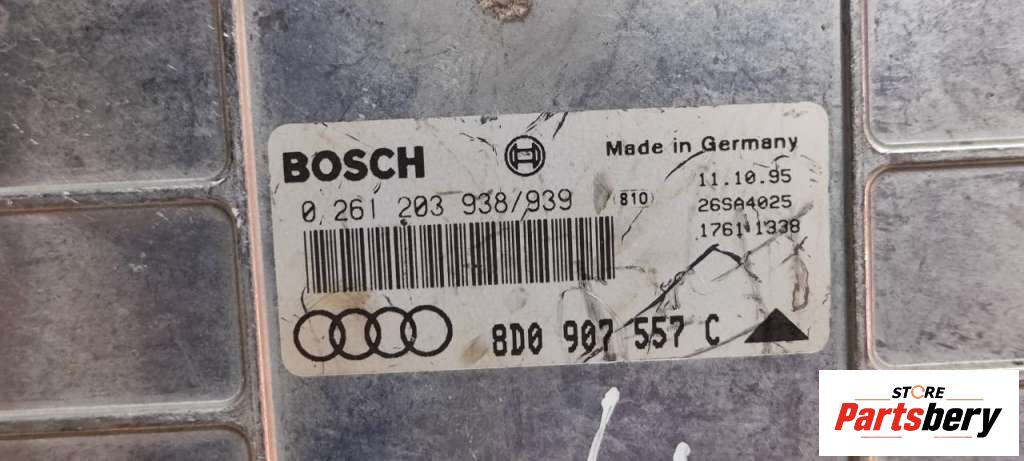 BOSCH
Made in Germany
0 261 203 938/939
(810)
11.10.95
26SA4025
1761 1338
8D0 907 557 C
STORE
Partsbery